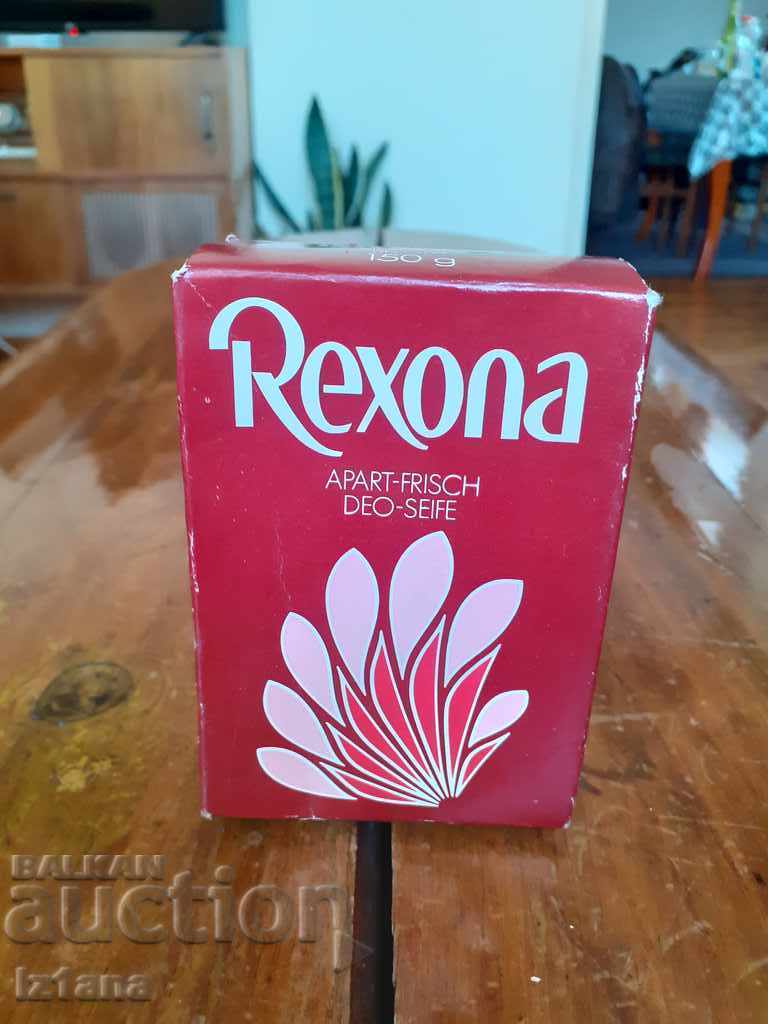 150 g
Rexona
APART-FRISCH
DEO-SEIFE
BALKAN
auction
Iz1ana